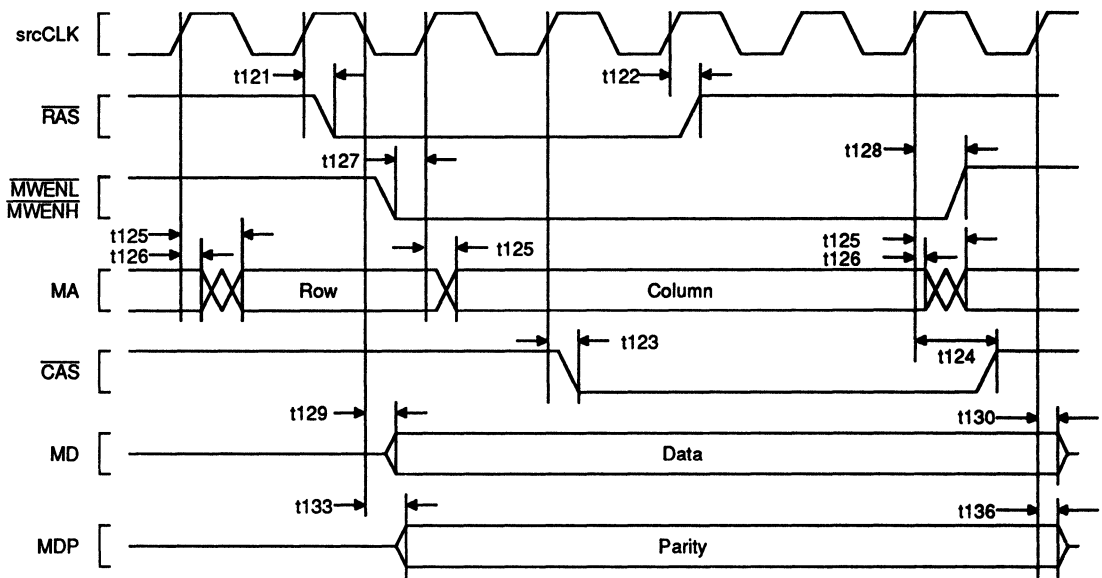 srcCLK
t121
t122
RAS
t127
t128
MWENL
MWENH
t125
t125
t125
t126
t126
MA
Row
Column
CAS
t123
t124
t129
t130
MD
Data
t133
t136
MDP
Parity